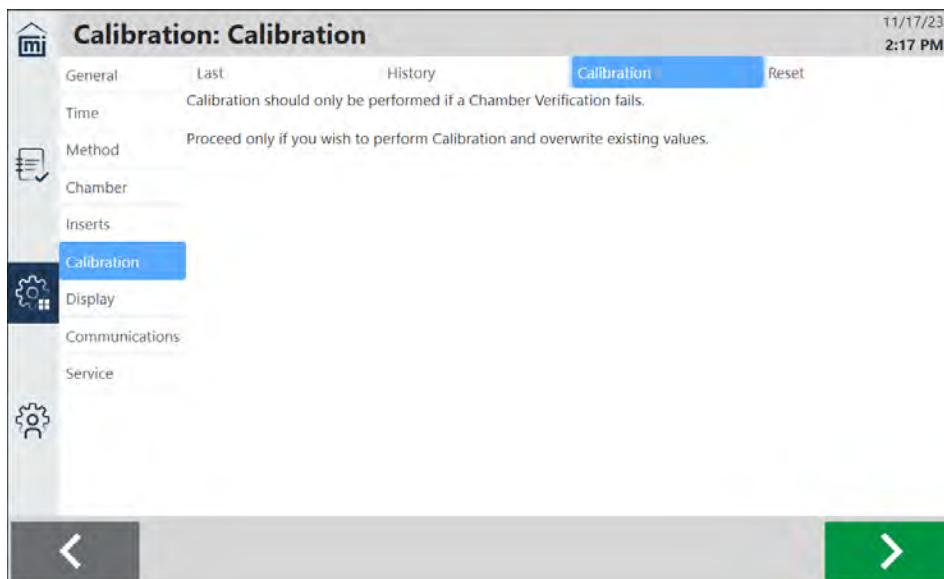 mi
Calibration: Calibration
11/17/23
2:17 PM
General
Time
Method
Chamber
Inserts
Calibration
Display
Communications
Service
Last History Calibration Reset
Calibration should only be performed if a Chamber Verification fails.
Proceed only if you wish to perform Calibration and overwrite existing values.